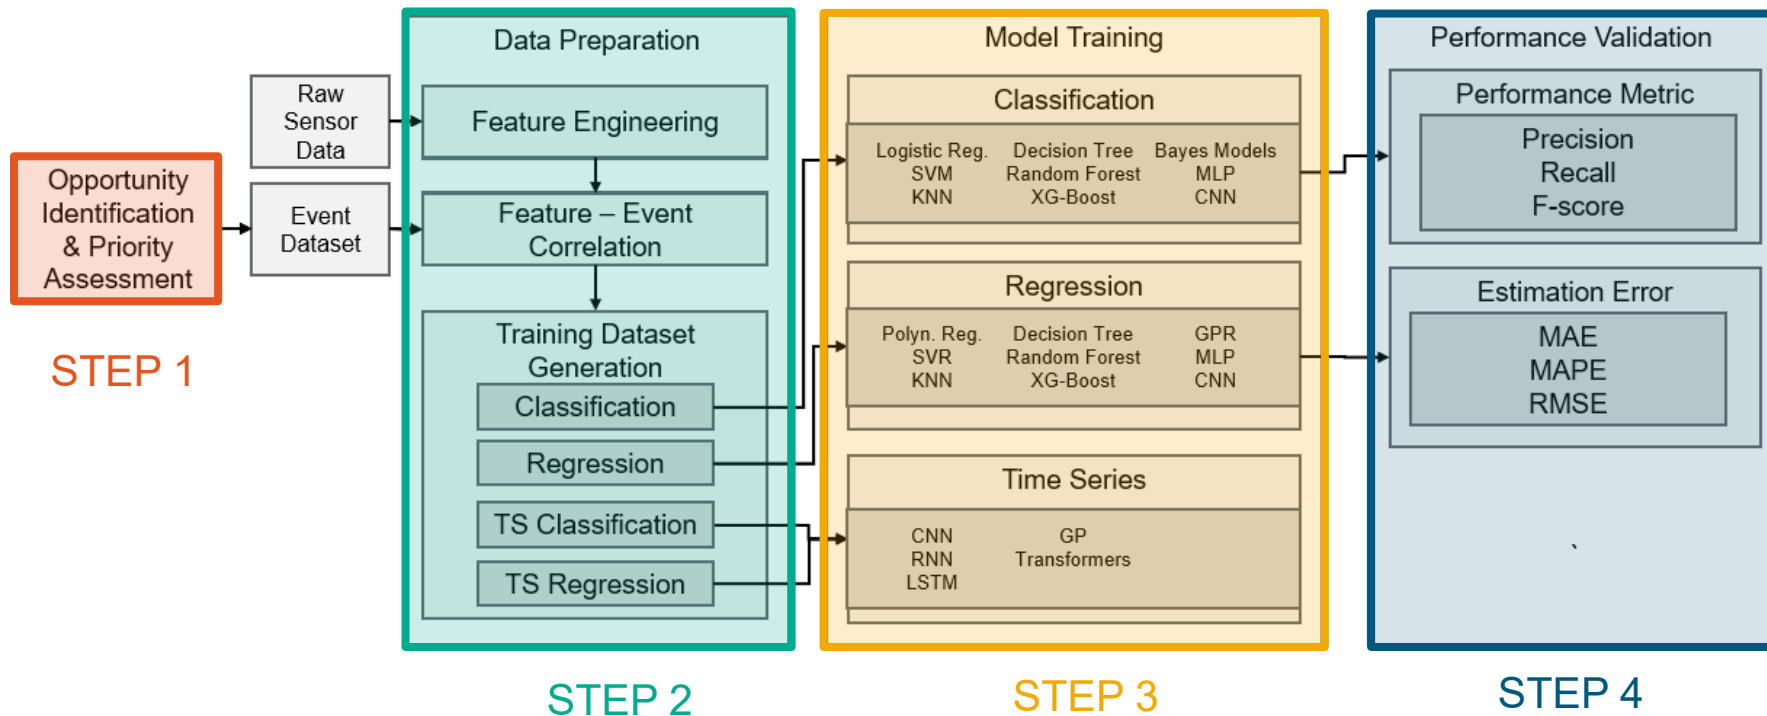 Opportunity
Identification
& Priority
Assessment
STEP 1
Raw
Sensor
Data
Event
Dataset
Data Preparation
Feature Engineering
Feature – Event
Correlation
Training Dataset
Generation
Classification
Regression
TS Classification
TS Regression
STEP 2
Model Training
Classification
Logistic Reg. Decision Tree Bayes Models
SVM Random Forest MLP
KNN XG-Boost CNN
Regression
Polyn. Reg. Decision Tree GPR
SVR Random Forest MLP
KNN XG-Boost CNN
Time Series
CNN GP
RNN Transformers
LSTM
STEP 3
Performance Validation
Performance Metric
Precision
Recall
F-score
Estimation Error
MAE
MAPE
RMSE
`
STEP 4